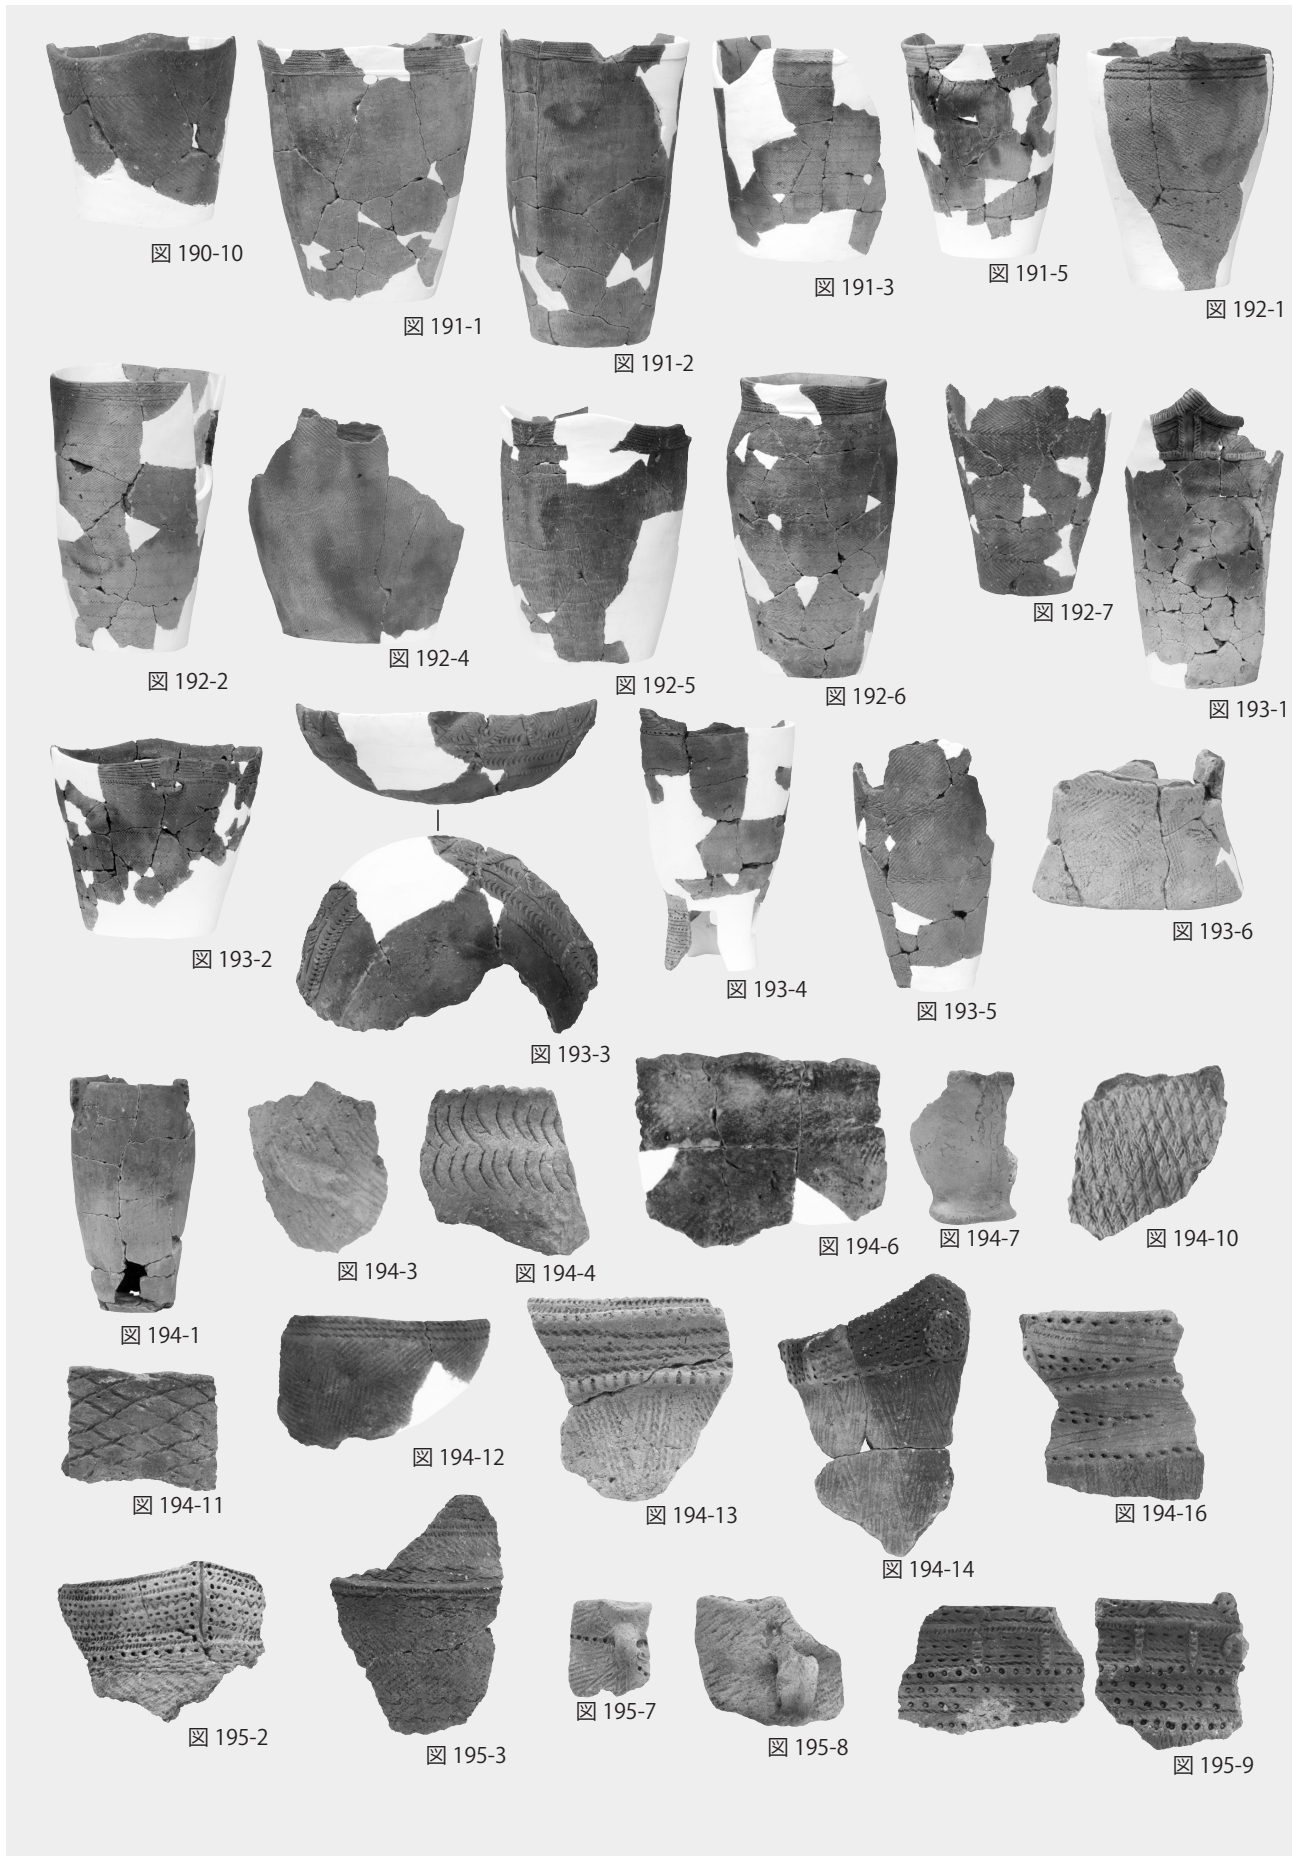 図 190-10
図 191-1
図 191-2
図 191-3
図 191-5
図 192-1
図 192-2
図 192-4
図 192-5
図 192-6
図 192-7
図 193-1
図 193-2
図 193-3
図 193-4
図 193-5
図 193-6
図 194-1
図 194-3
図 194-4
図 194-6
図 194-7
図 194-10
図 194-11
図 194-12
図 194-13
図 194-14
図 194-16
図 195-2
図 195-3
図 195-7
図 195-8
図 195-9